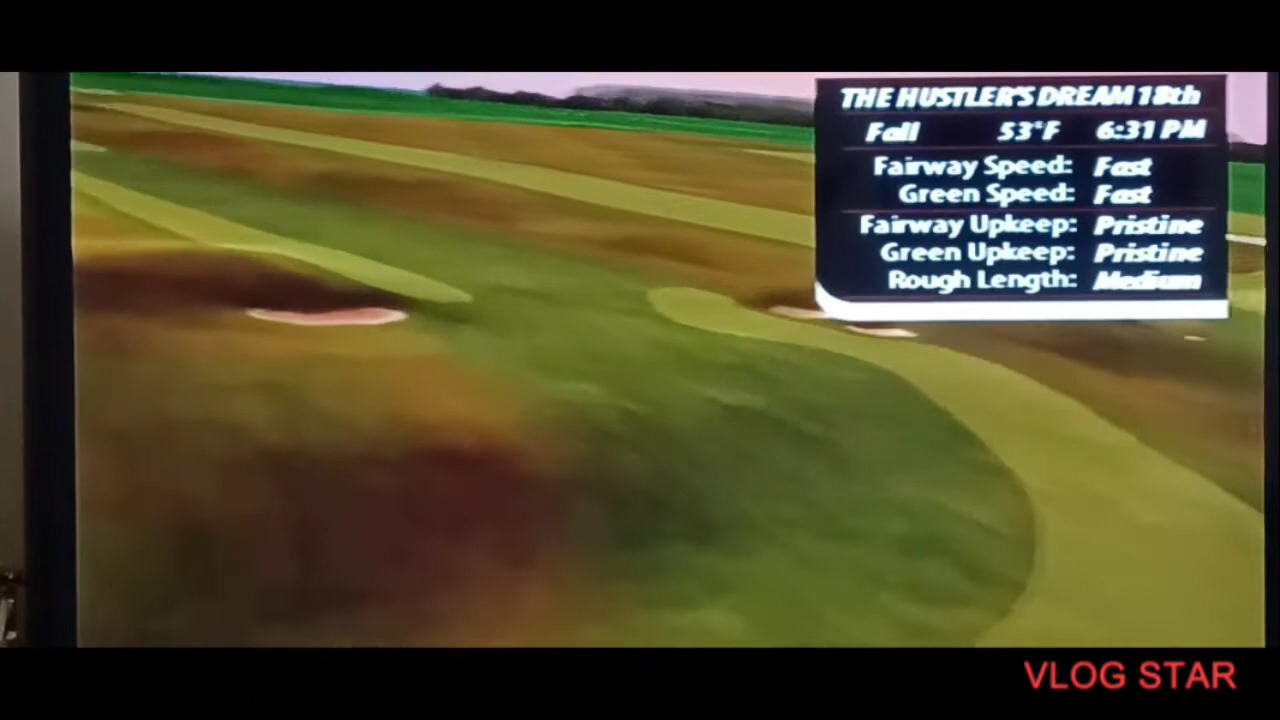 THE HUSTLER'S DREAM 18th
Fall 53°F 6:31 PM
Fairway Speed: Fast
Green Speed: Fast
Fairway Upkeep: Pristine
Green Upkeep: Pristine
Rough Length: Medium
VLOG STAR